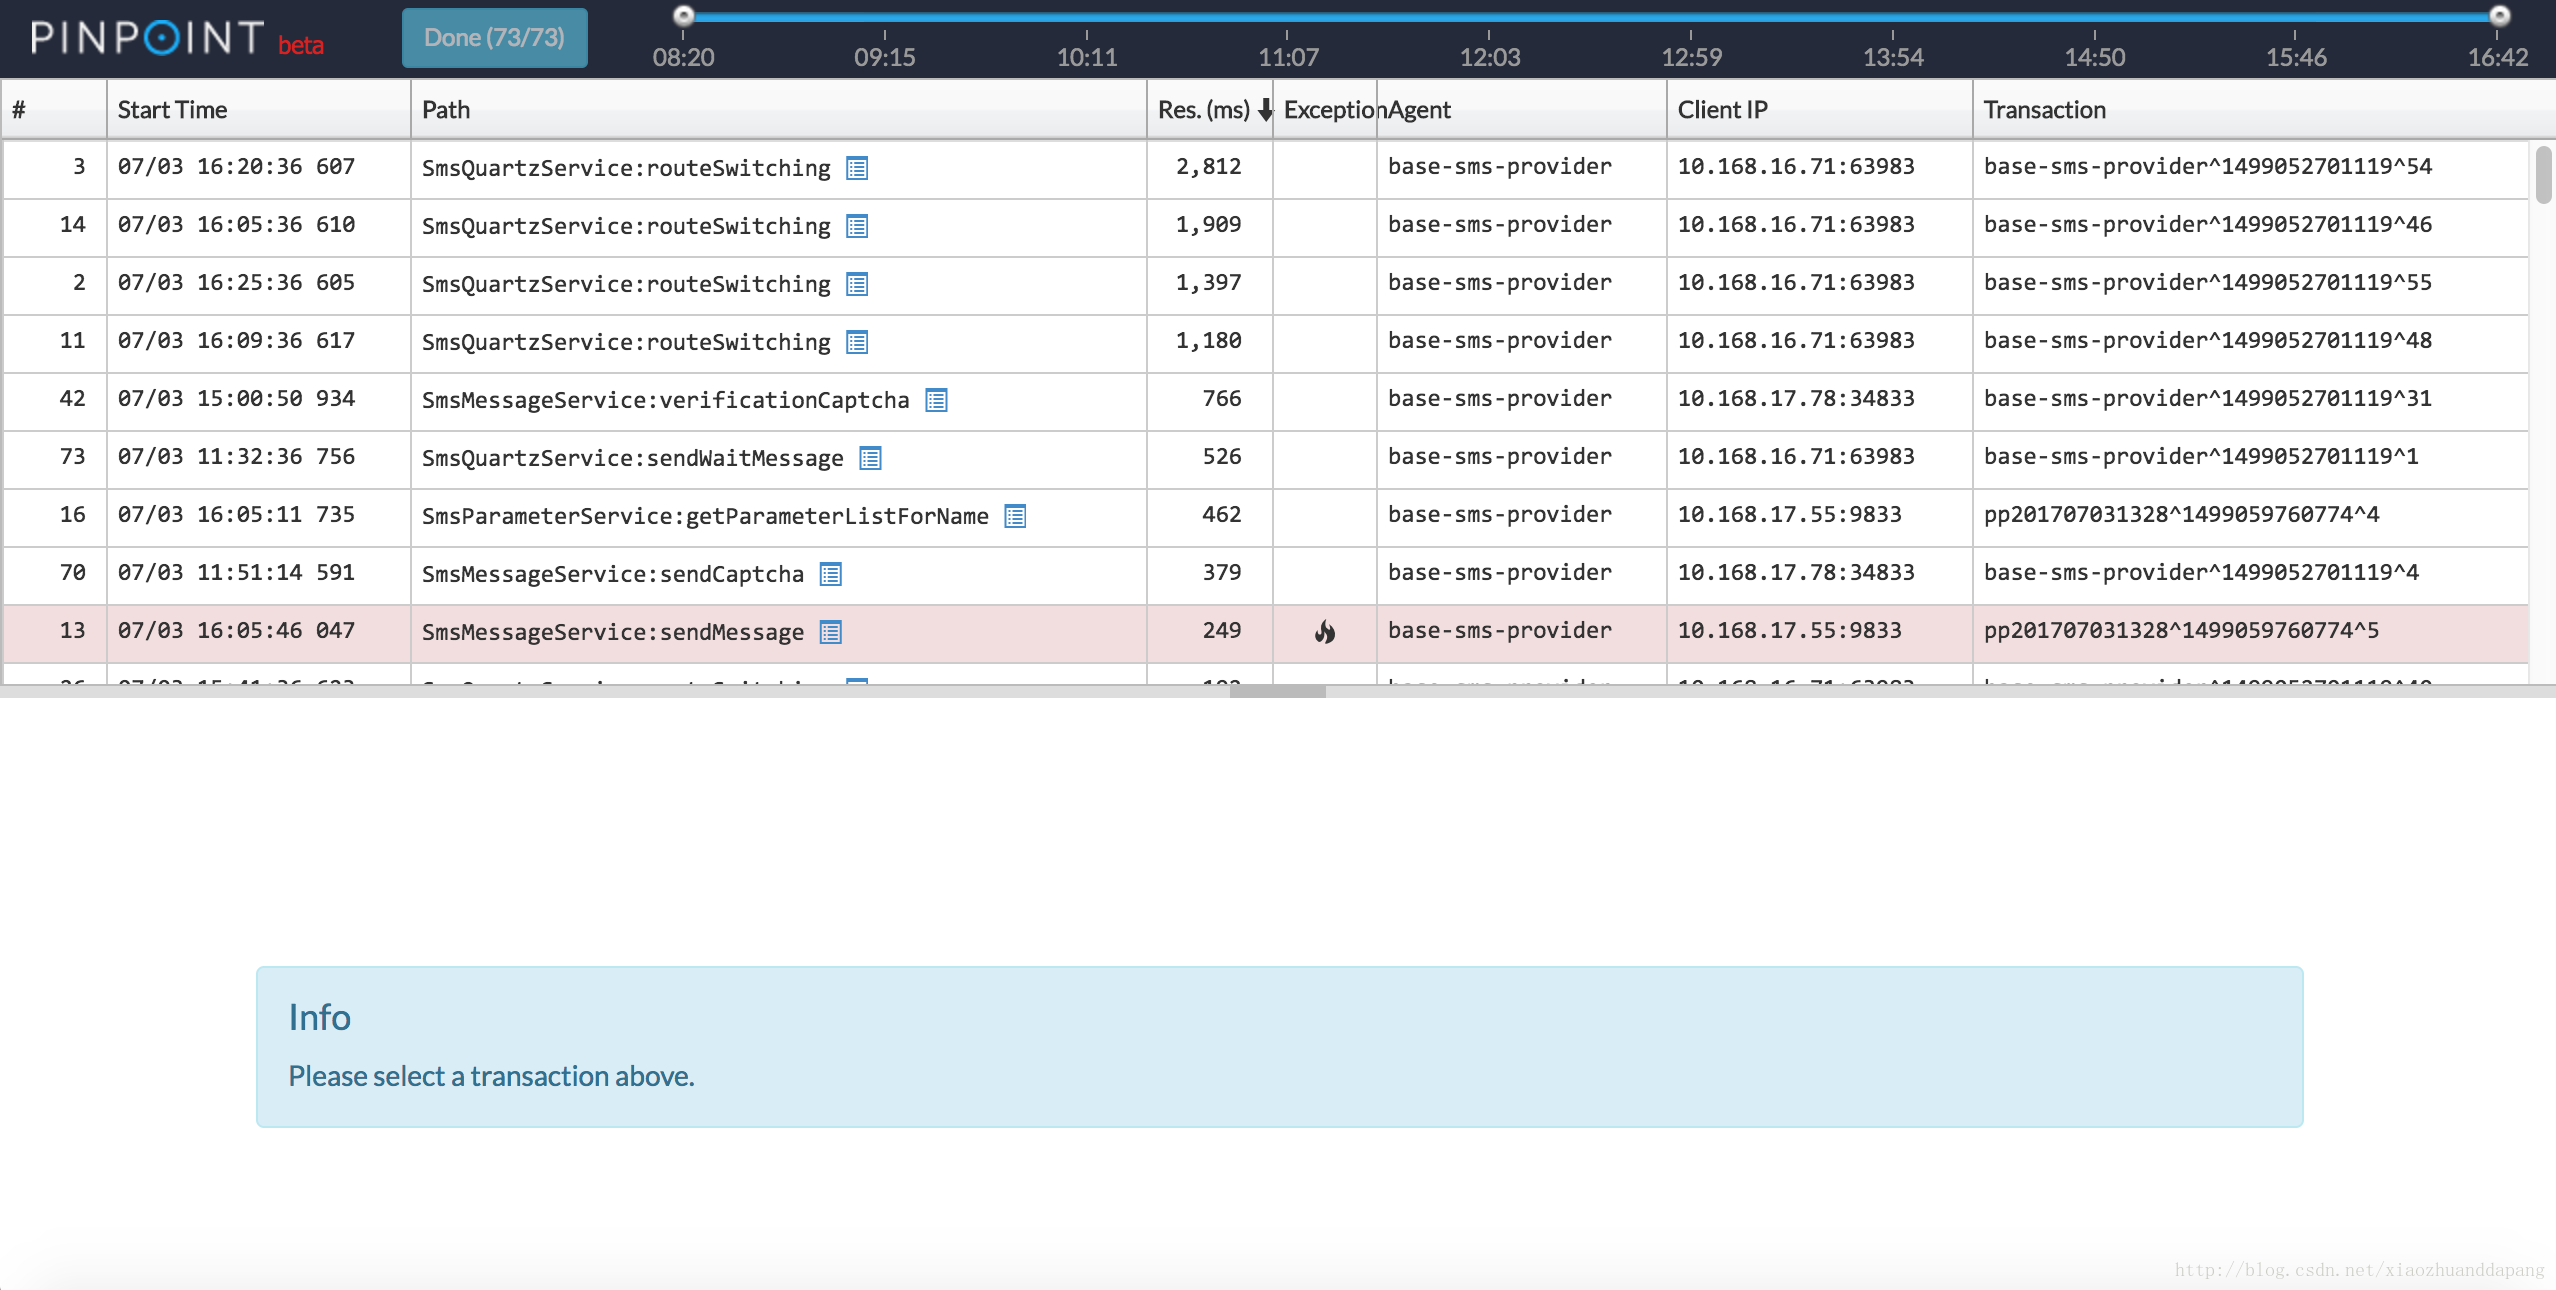 PINPOINT beta Done (73/73)
08:20 09:15 10:11 11:07 12:03 12:59 13:54 14:50 15:46 16:42
# Start Time Path Res. (ms) Exception Agent Client IP Transaction
3 07/03 16:20:36 607 SmsQuartzService:routeSwitching 2,812 base-sms-provider 10.168.16.71:63983 base-sms-provider^1499052701119^54
14 07/03 16:05:36 610 SmsQuartzService:routeSwitching 1,909 base-sms-provider 10.168.16.71:63983 base-sms-provider^1499052701119^46
2 07/03 16:25:36 605 SmsQuartzService:routeSwitching 1,397 base-sms-provider 10.168.16.71:63983 base-sms-provider^1499052701119^55
11 07/03 16:09:36 617 SmsQuartzService:routeSwitching 1,180 base-sms-provider 10.168.16.71:63983 base-sms-provider^1499052701119^48
42 07/03 15:00:50 934 SmsMessageService:verificationCaptcha 766 base-sms-provider 10.168.17.78:34833 base-sms-provider^1499052701119^31
73 07/03 11:32:36 756 SmsQuartzService:sendWaitMessage 526 base-sms-provider 10.168.16.71:63983 base-sms-provider^1499052701119^1
16 07/03 16:05:11 735 SmsParameterService:getParameterListForName 462 base-sms-provider 10.168.17.55:9833 pp201707031328^1499059760774^4
70 07/03 11:51:14 591 SmsMessageService:sendCaptcha 379 base-sms-provider 10.168.17.78:34833 base-sms-provider^1499052701119^4
13 07/03 16:05:46 047 SmsMessageService:sendMessage 249 base-sms-provider 10.168.17.55:9833 pp201707031328^1499059760774^5
Info
Please select a transaction above.
http://blog.csdn.net/xiaozhuanddapang